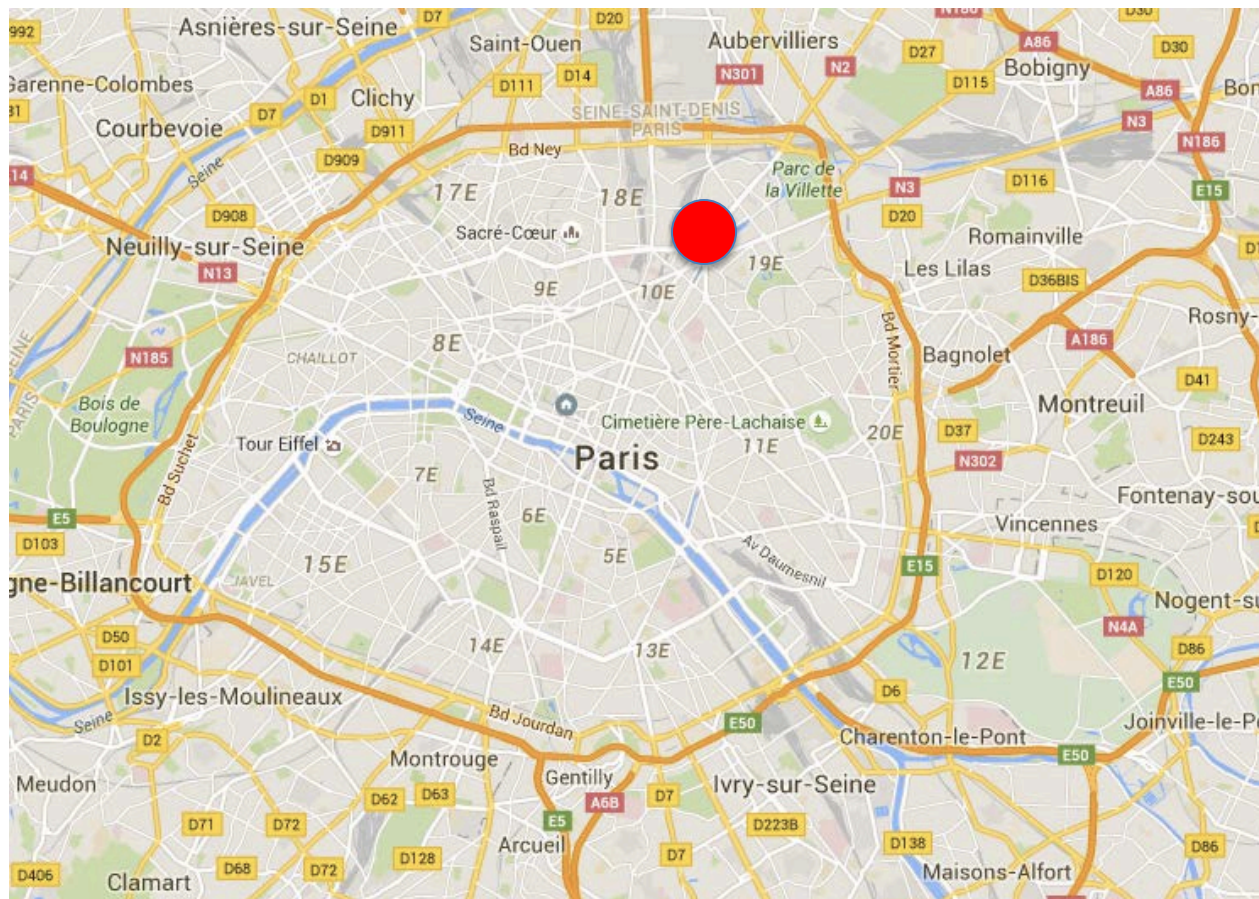 992
D7
D20
N186
D30
Asnières-sur-Seine
Saint-Ouen
Aubervilliers
D27
A86
D30
Garenne-Colombes
D111
D14
N301
N2
D115
Bobigny
A86
D1
Clichy
SEINE-SAINT-DENIS
PARIS
N3
D7
Courbevoie
D911
Bd Ney
N186
D909
Parc de
la Villette
Seine
N3
D116
E15
17E
18E
D908
D20
Sacré-Cœur
Romainville
Neuilly-sur-Seine
N13
19E
Les Lilas
D36BIS
9E
10E
Rosny-
8E
Bd Mortier
A186
CHAILLOT
N185
Bagnolet
D41
Bois de
Boulogne
Montreuil
Seine
Cimetière Père-Lachaise
Tour Eiffel
11E
20E
D37
D243
Paris
N302
7E
Bd Suchet
Bd Raspail
Fontenay-sou
E5
6E
Vincennes
D103
Av Daumesnil
5E
15E
E15
gne-Billancourt
JAVEL
D120
Nogent-su
D50
N4A
14E
13E
D86
D101
12E
Issy-les-Moulineaux
E50
D6
Seine
Bd Jourdan
E50
Joinville-le-P
D2
Charenton-le-Pont
Montrouge
E50
Meudon
Gentilly
Ivry-sur-Seine
D62
D63
A6B
D7
D71
D72
E5
D223B
Arcueil
D138
D86
D128
D7
D406
D68
D72
Maisons-Alfort
Clamart